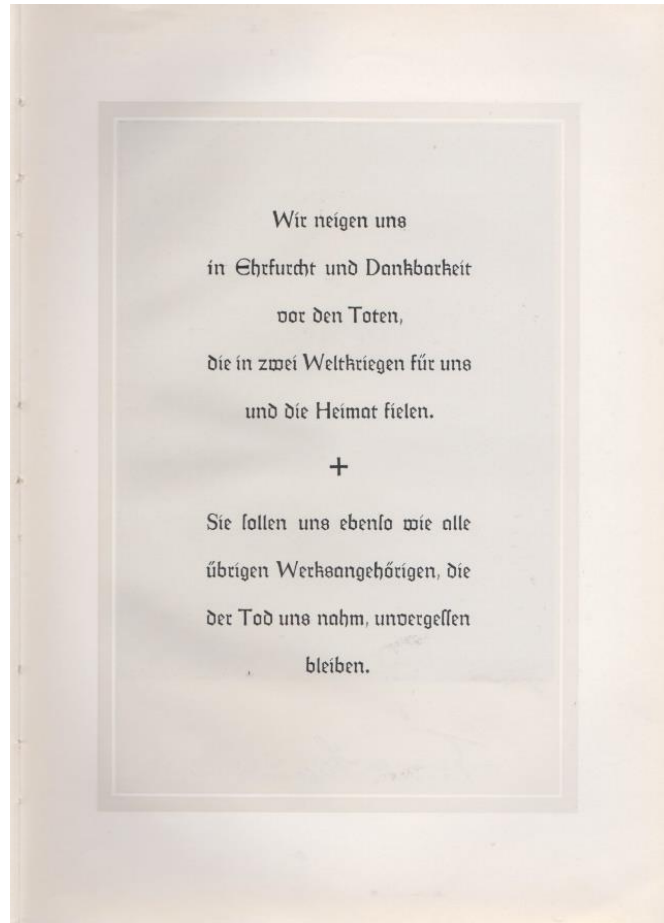 Wir neigen uns
in Ehrfurcht und Dankbarkeit
vor den Toten,
die in zwei Weltkriegen für uns
und die Heimat fielen.
+
Sie ſollen uns ebenſo wie alle
übrigen Werksangehörigen, die
der Tod uns nahm, unvergeſſen
bleiben.